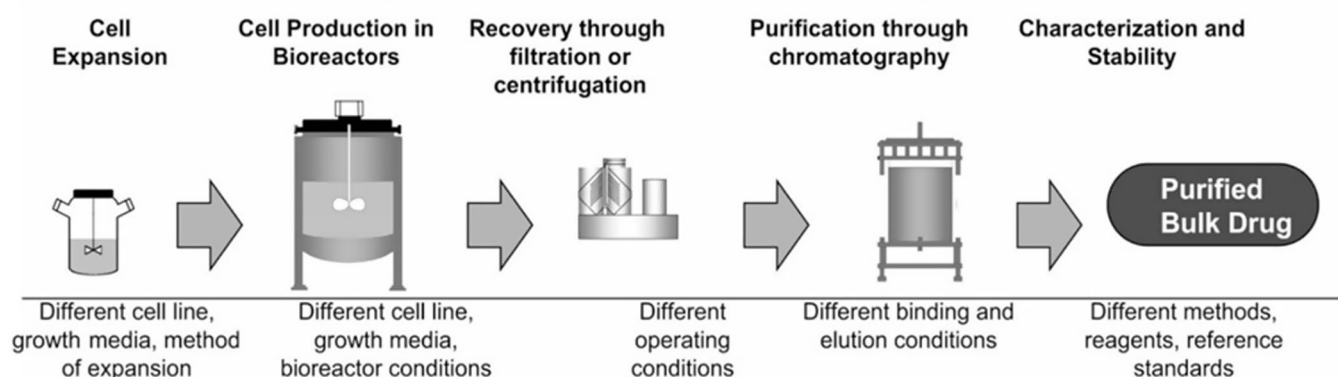 Cell
Expansion
Cell Production in
Bioreactors
Recovery through
filtration or
centrifugation
Purification through
chromatography
Characterization and
Stability
Purified
Bulk Drug
Different cell line,
growth media, method
of expansion
Different cell line,
growth media,
bioreactor conditions
Different
operating
conditions
Different binding and
elution conditions
Different methods,
reagents, reference
standards